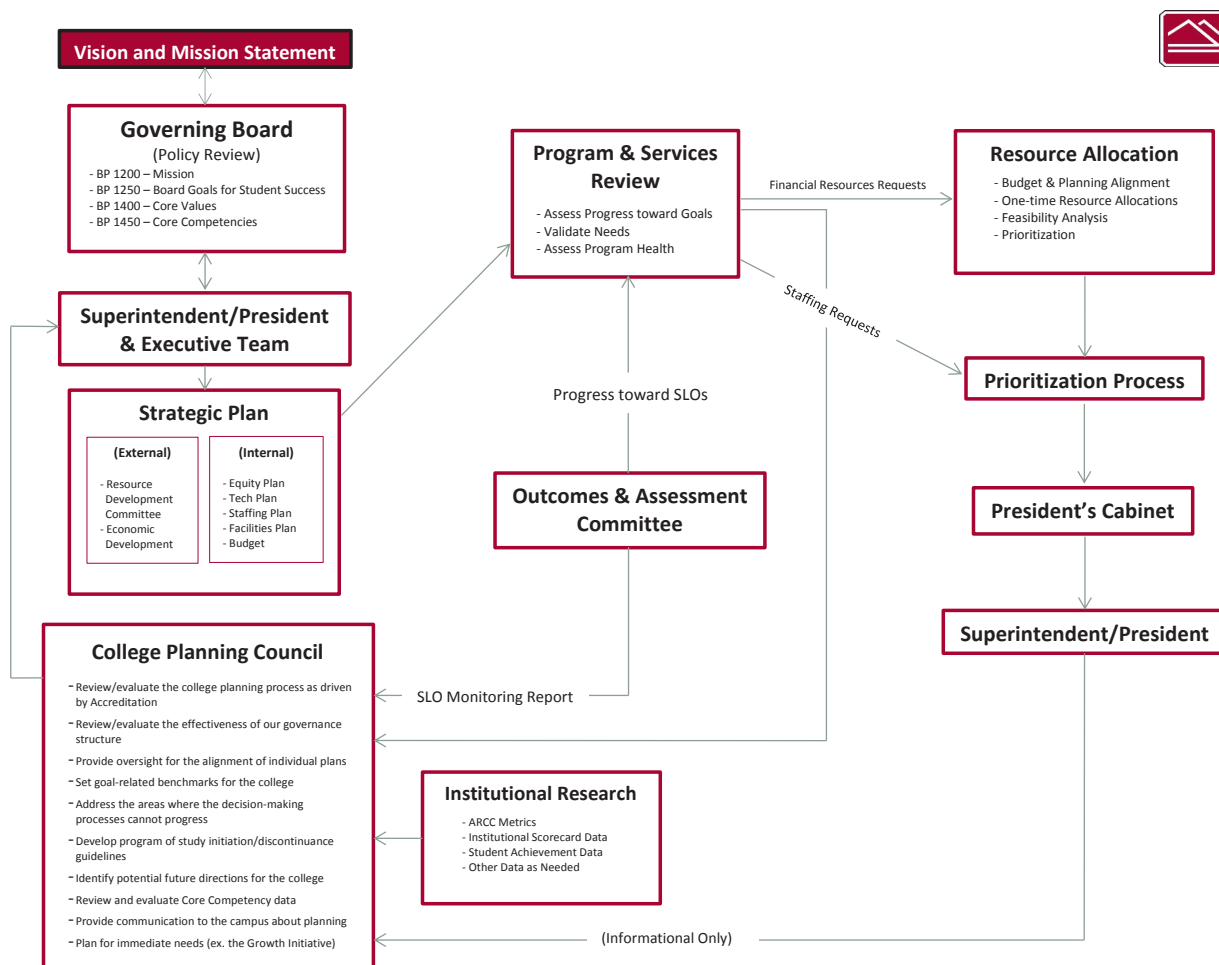 Vision and Mission Statement
Governing Board
(Policy Review)
- BP 1200 – Mission
- BP 1250 – Board Goals for Student Success
- BP 1400 – Core Values
- BP 1450 – Core Competencies
Superintendent/President
& Executive Team
Strategic Plan
(External)
- Resource
Development
Committee
- Economic
Development
(Internal)
- Equity Plan
- Tech Plan
- Staffing Plan
- Facilities Plan
- Budget
College Planning Council
- Review/evaluate the college planning process as driven
by Accreditation
- Review/evaluate the effectiveness of our governance
structure
- Provide oversight for the alignment of individual plans
- Set goal-related benchmarks for the college
- Address the areas where the decision-making
processes cannot progress
- Develop program of study initiation/discontinuance
guidelines
- Identify potential future directions for the college
- Review and evaluate Core Competency data
- Provide communication to the campus about planning
- Plan for immediate needs (ex. the Growth Initiative)
Program & Services
Review
- Assess Progress toward Goals
- Validate Needs
- Assess Program Health
Progress toward SLOs
Outcomes & Assessment
Committee
SLO Monitoring Report
Institutional Research
- ARCC Metrics
- Institutional Scorecard Data
- Student Achievement Data
- Other Data as Needed
(Informational Only)
Financial Resources Requests
Staffing Requests
Resource Allocation
- Budget & Planning Alignment
- One-time Resource Allocations
- Feasibility Analysis
- Prioritization
Prioritization Process
President’s Cabinet
Superintendent/President